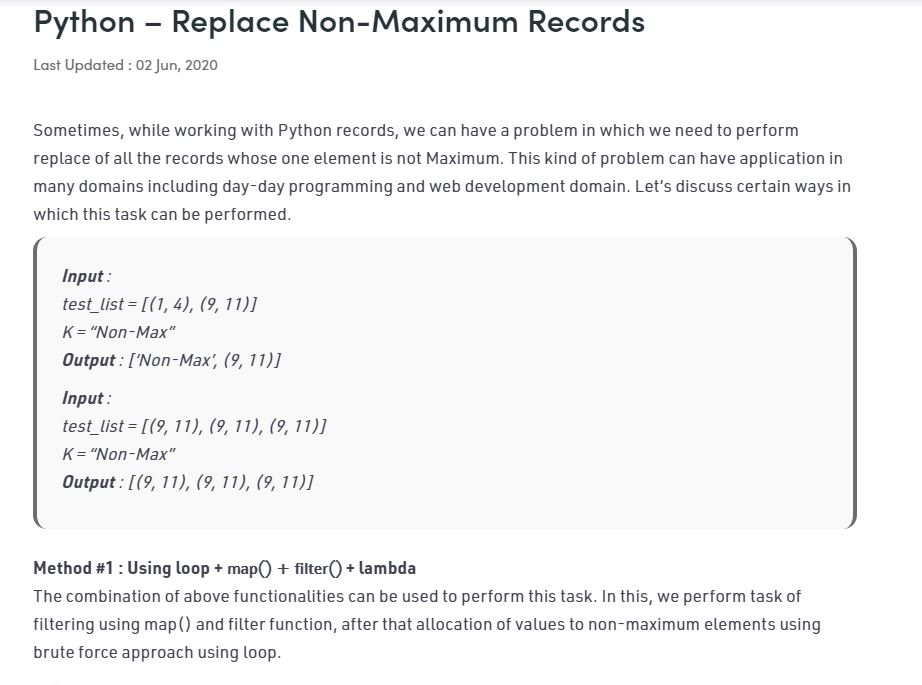 Python – Replace Non-Maximum Records
Last Updated : 02 Jun, 2020
Sometimes, while working with Python records, we can have a problem in which we need to perform
replace of all the records whose one element is not Maximum. This kind of problem can have application in
many domains including day-day programming and web development domain. Let’s discuss certain ways in
which this task can be performed.
Input :
test_list = [(1, 4), (9, 11)]
K = “Non-Max”
Output : [‘Non-Max’, (9, 11)]
Input :
test_list = [(9, 11), (9, 11), (9, 11)]
K = “Non-Max”
Output : [(9, 11), (9, 11), (9, 11)]
Method #1 : Using loop + map() + filter() + lambda
The combination of above functionalities can be used to perform this task. In this, we perform task of
filtering using map() and filter function, after that allocation of values to non-maximum elements using
brute force approach using loop.